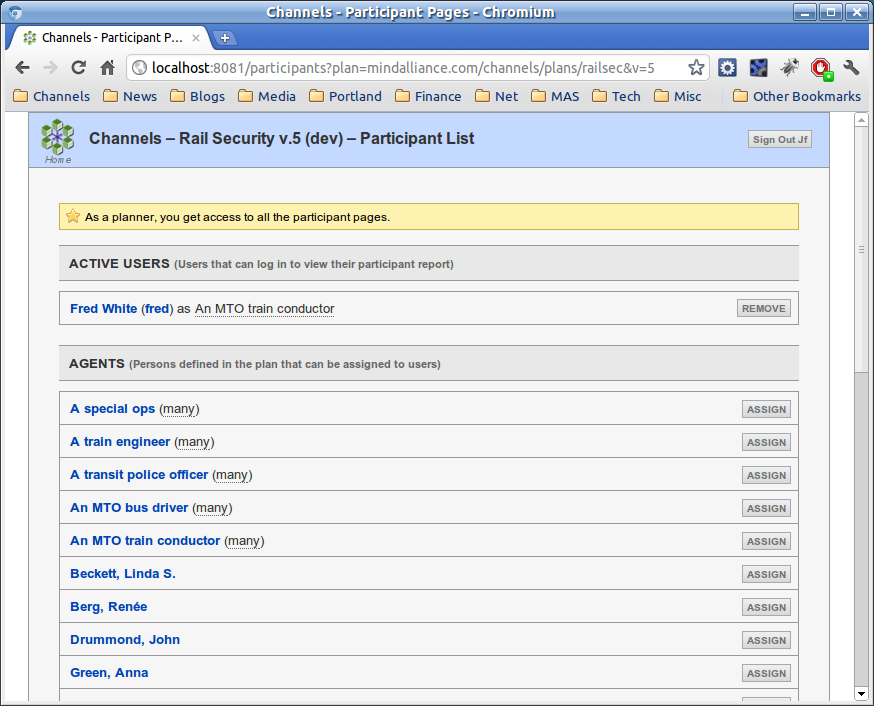 Channels - Participant Pages - Chromium
Channels - Participant P...
localhost:8081/participants?plan=mindalliance.com/channels/plans/railsec&v=5
Channels News Blogs Media Portland Finance Net MAS Tech Misc Other Bookmarks
Channels – Rail Security v.5 (dev) – Participant List
Sign Out Jf
Home
As a planner, you get access to all the participant pages.
ACTIVE USERS (Users that can log in to view their participant report)
Fred White (fred) as An MTO train conductor REMOVE
AGENTS (Persons defined in the plan that can be assigned to users)
A special ops (many) ASSIGN
A train engineer (many) ASSIGN
A transit police officer (many) ASSIGN
An MTO bus driver (many) ASSIGN
An MTO train conductor (many) ASSIGN
Beckett, Linda S. ASSIGN
Berg, Renée ASSIGN
Drummond, John ASSIGN
Green, Anna ASSIGN